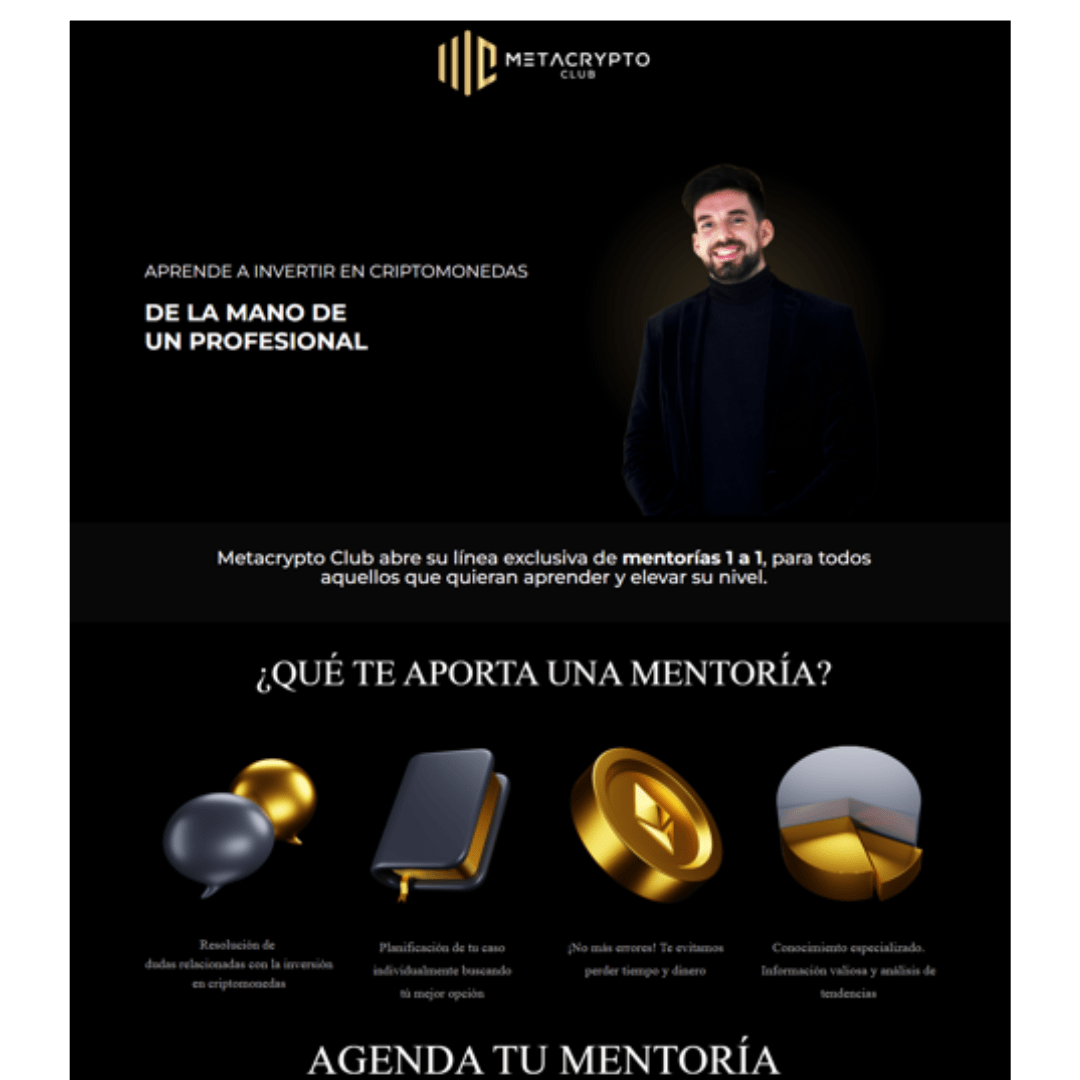 METACRYPTO
CLUB
APRENDE A INVERTIR EN CRIPTOMONEDAS
DE LA MANO DE
UN PROFESIONAL
Metacrypto Club abre su línea exclusiva de mentorías 1 a 1, para todos
aquellos que quieran aprender y elevar su nivel.
¿QUÉ TE APORTA UNA MENTORÍA?
Resolución de
dudas relacionadas con la inversión
en criptomonedas
Planificación de tu caso
individualmente buscando
tú mejor opción
¡No más errores! Te evitamos
perder tiempo y dinero
Conocimiento especializado.
Información valiosa y análisis de
tendencias
AGENDA TU MENTORÍA